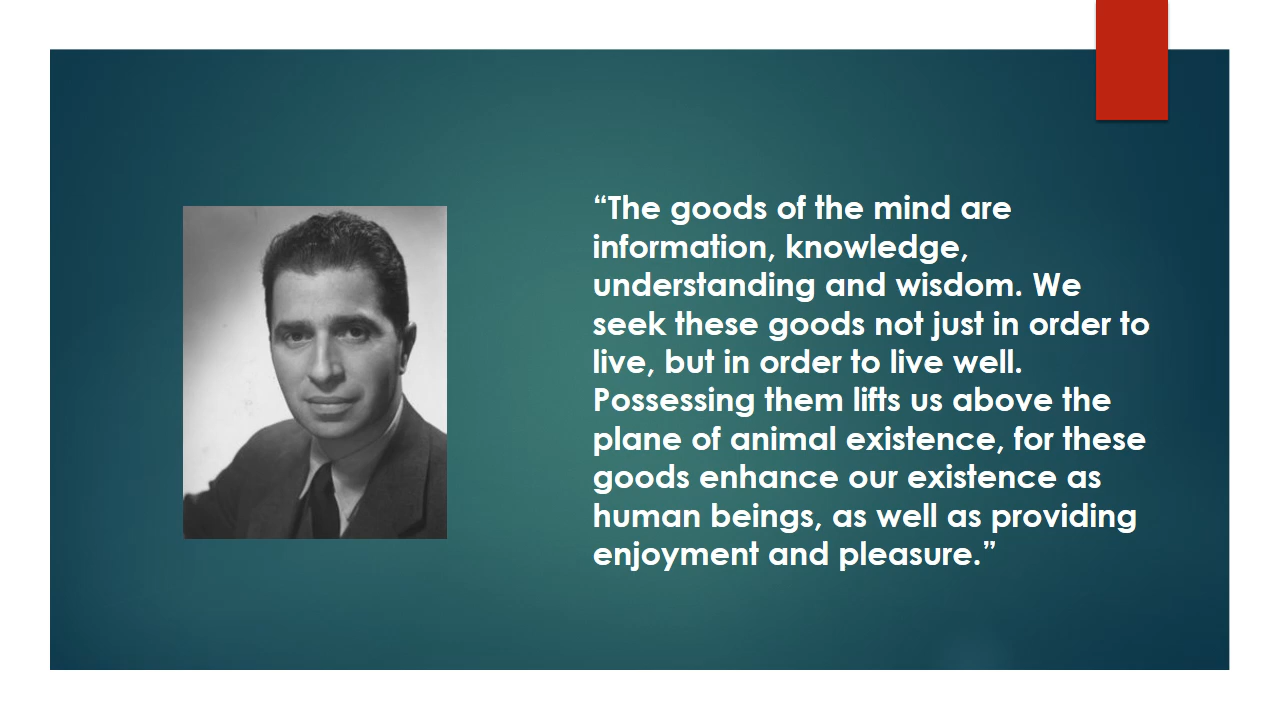 “The goods of the mind are
information, knowledge,
understanding and wisdom. We
seek these goods not just in order to
live, but in order to live well.
Possessing them lifts us above the
plane of animal existence, for these
goods enhance our existence as
human beings, as well as providing
enjoyment and pleasure.”